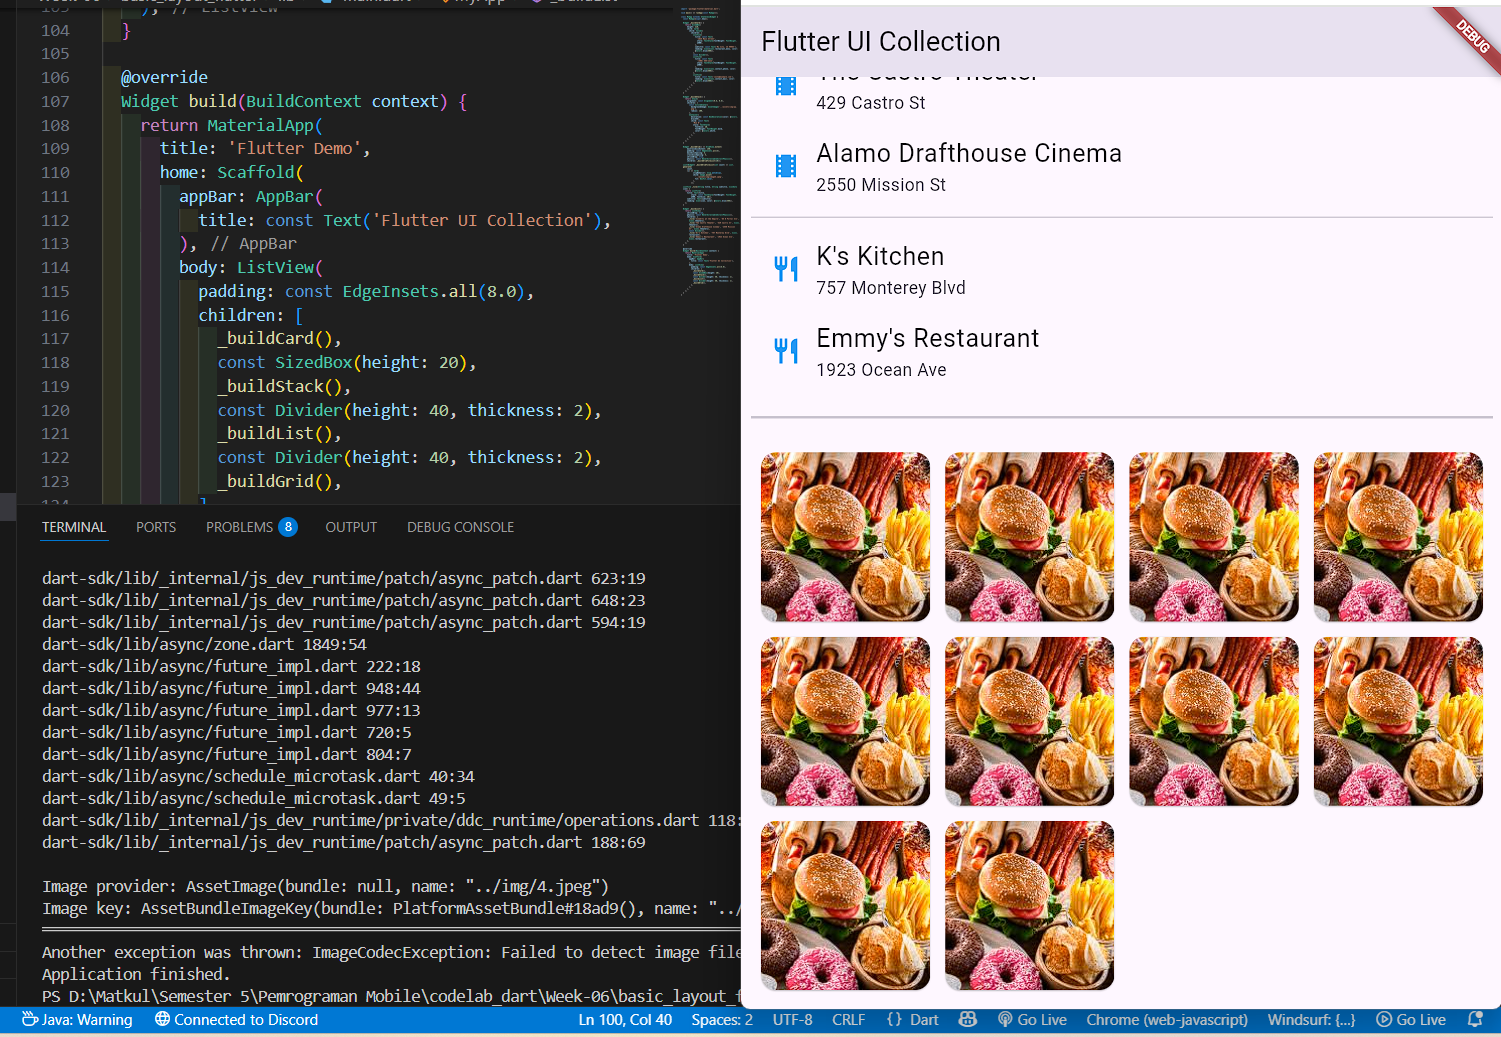 103 ), // ListView
104 }
105
106 @override
107 Widget build(BuildContext context) {
108 return MaterialApp(
109 title: 'Flutter Demo',
110 home: Scaffold(
111 appBar: AppBar(
112 title: const Text('Flutter UI Collection'),
113 ), // AppBar
114 body: ListView(
115 padding: const EdgeInsets.all(8.0),
116 children: [
117 _buildCard(),
118 const SizedBox(height: 20),
119 _buildStack(),
120 const Divider(height: 40, thickness: 2),
121 _buildList(),
122 const Divider(height: 40, thickness: 2),
123 _buildGrid(),
124 ]
TERMINAL PORTS PROBLEMS 8 OUTPUT DEBUG CONSOLE
dart-sdk/lib/_internal/js_dev_runtime/patch/async_patch.dart 623:19
dart-sdk/lib/_internal/js_dev_runtime/patch/async_patch.dart 648:23
dart-sdk/lib/_internal/js_dev_runtime/patch/async_patch.dart 594:19
dart-sdk/lib/async/zone.dart 1849:54
dart-sdk/lib/async/future_impl.dart 222:18
dart-sdk/lib/async/future_impl.dart 948:44
dart-sdk/lib/async/future_impl.dart 977:13
dart-sdk/lib/async/future_impl.dart 720:5
dart-sdk/lib/async/future_impl.dart 804:7
dart-sdk/lib/async/schedule_microtask.dart 40:34
dart-sdk/lib/async/schedule_microtask.dart 49:5
dart-sdk/lib/_internal/js_dev_runtime/private/ddc_runtime/operations.dart 118:
dart-sdk/lib/_internal/js_dev_runtime/patch/async_patch.dart 188:69
Image provider: AssetImage(bundle: null, name: "../img/4.jpeg")
Image key: AssetBundleImageKey(bundle: PlatformAssetBundle#18ad9(), name: "../
Another exception was thrown: ImageCodecException: Failed to detect image file
Application finished.
PS D:\Matkul\Semester 5\Pemrograman Mobile\codelab_dart\Week-06\basic_layout_f
Flutter UI Collection
DEBUG
The Castro Theater
429 Castro St
Alamo Drafthouse Cinema
2550 Mission St
K's Kitchen
757 Monterey Blvd
Emmy's Restaurant
1923 Ocean Ave
Java: Warning Connected to Discord Ln 100, Col 40 Spaces: 2 UTF-8 CRLF {} Dart Go Live Chrome (web-javascript) Windsurf: {...} Go Live